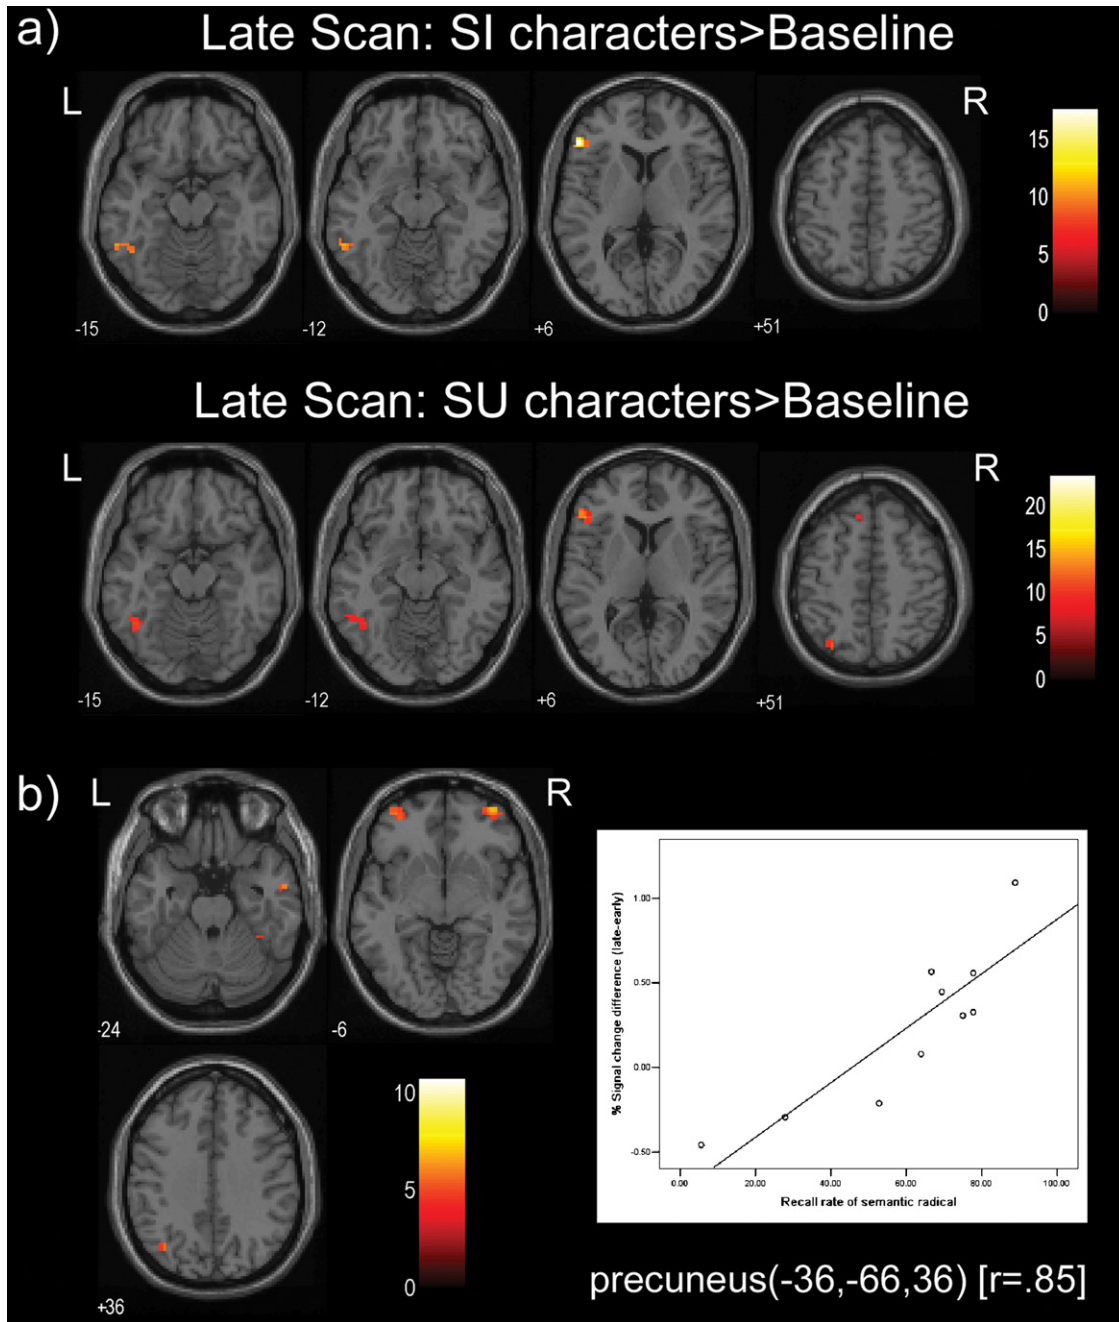 a)
Late Scan: SI characters>Baseline
L
R
15
10
5
0
-15
-12
+6
+51
Late Scan: SU characters>Baseline
L
R
20
15
10
5
0
-15
-12
+6
+51
b)
L
R
-24
-6
10
5
0
+36
% Signal change difference (late-early)
1.00
0.50
0.00
-0.50
0.00 20.00 40.00 60.00 80.00 100.00
Recall rate of semantic radical
precuneus(-36,-66,36) [r=.85]